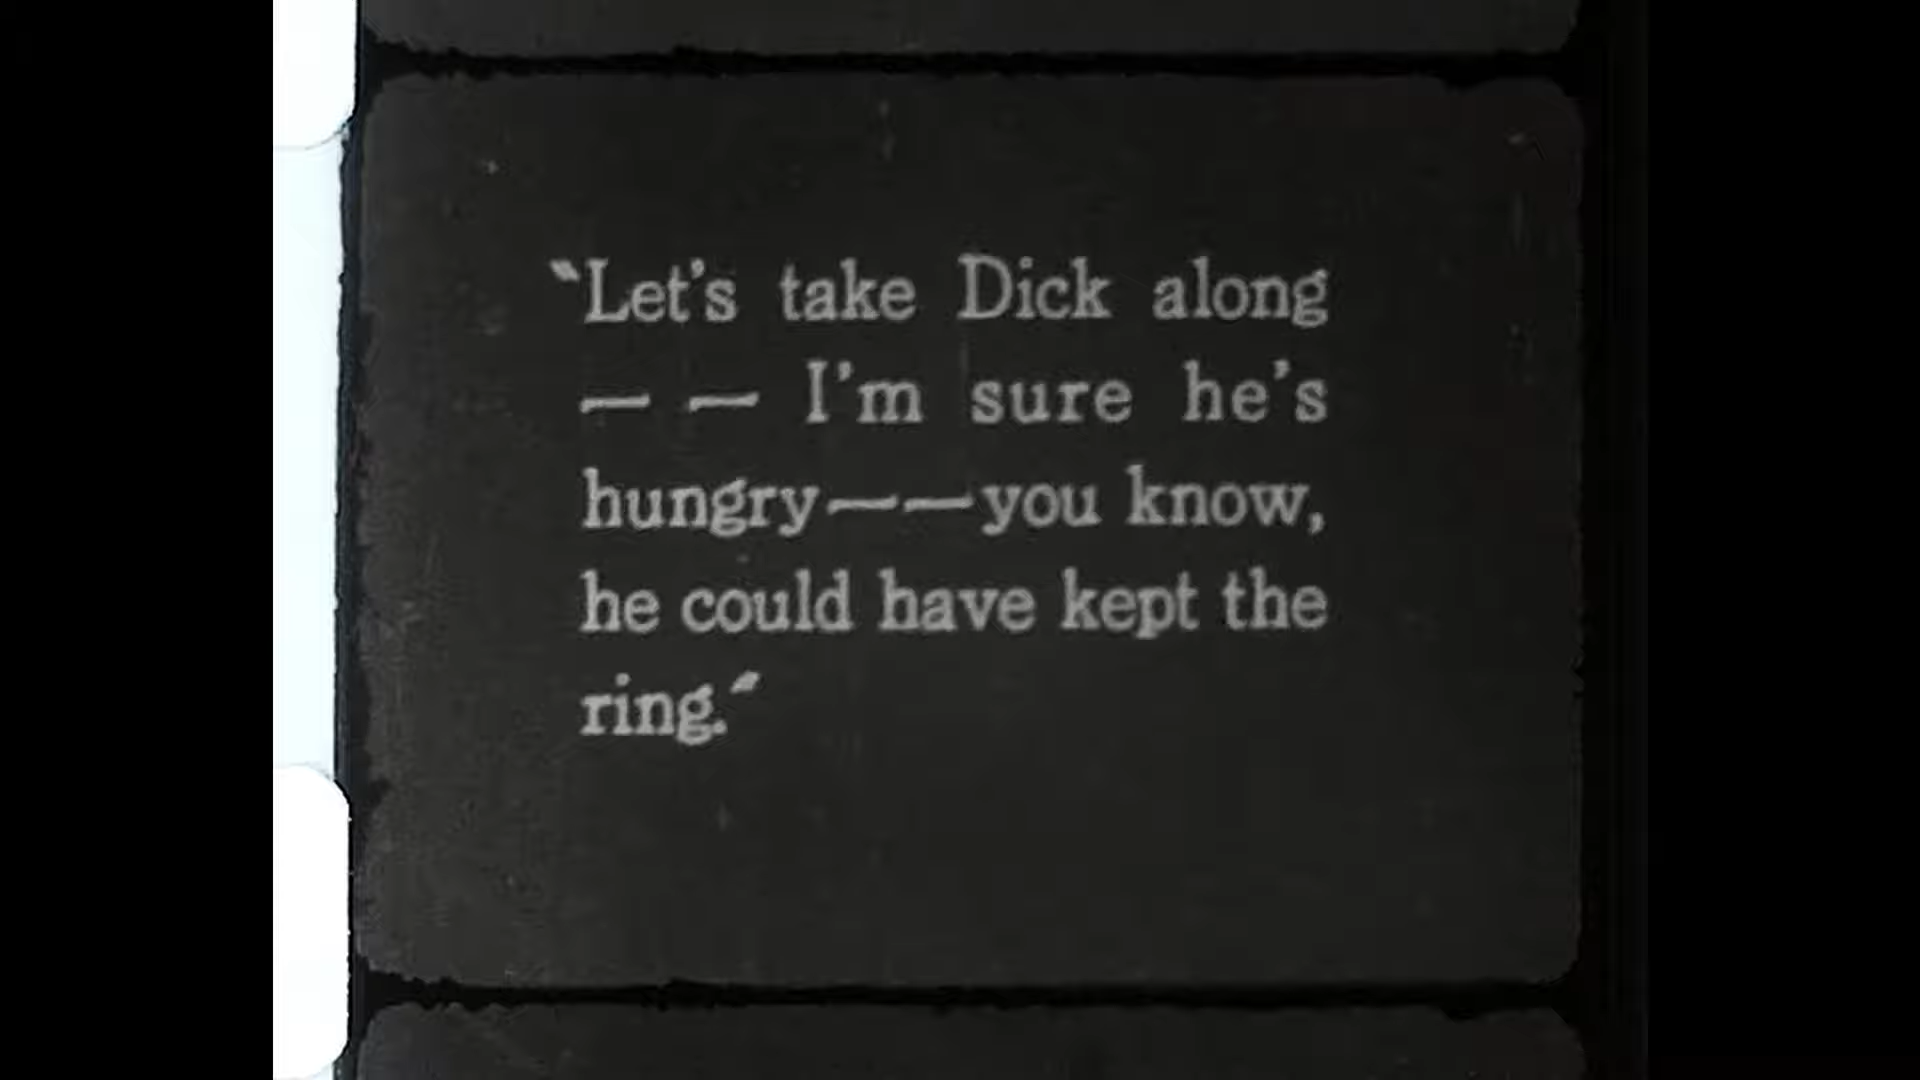 "Let's take Dick along
— — I'm sure he's
hungry——you know,
he could have kept the
ring."